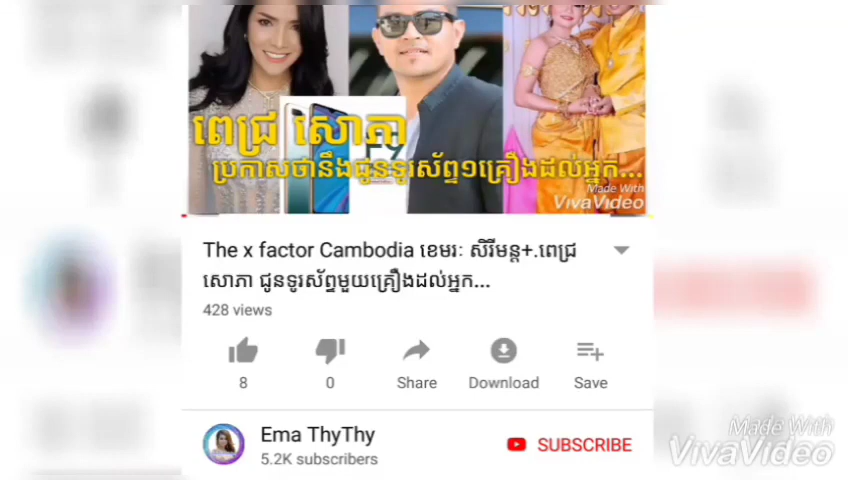 ពេជ្រ សោភា
ប្រកាសថានឹងជូនទូរស័ព្ទ១គ្រឿងដល់អ្នក...
Made With
VivaVideo
The x factor Cambodia ខេមរៈ សិរីមន្ត+.ពេជ្រ
សោភា ជូនទូរស័ព្ទមួយគ្រឿងដល់អ្នក...
428 views
8
0
Share
Download
Save
Ema ThyThy
5.2K subscribers
SUBSCRIBE
Made With
VivaVideo